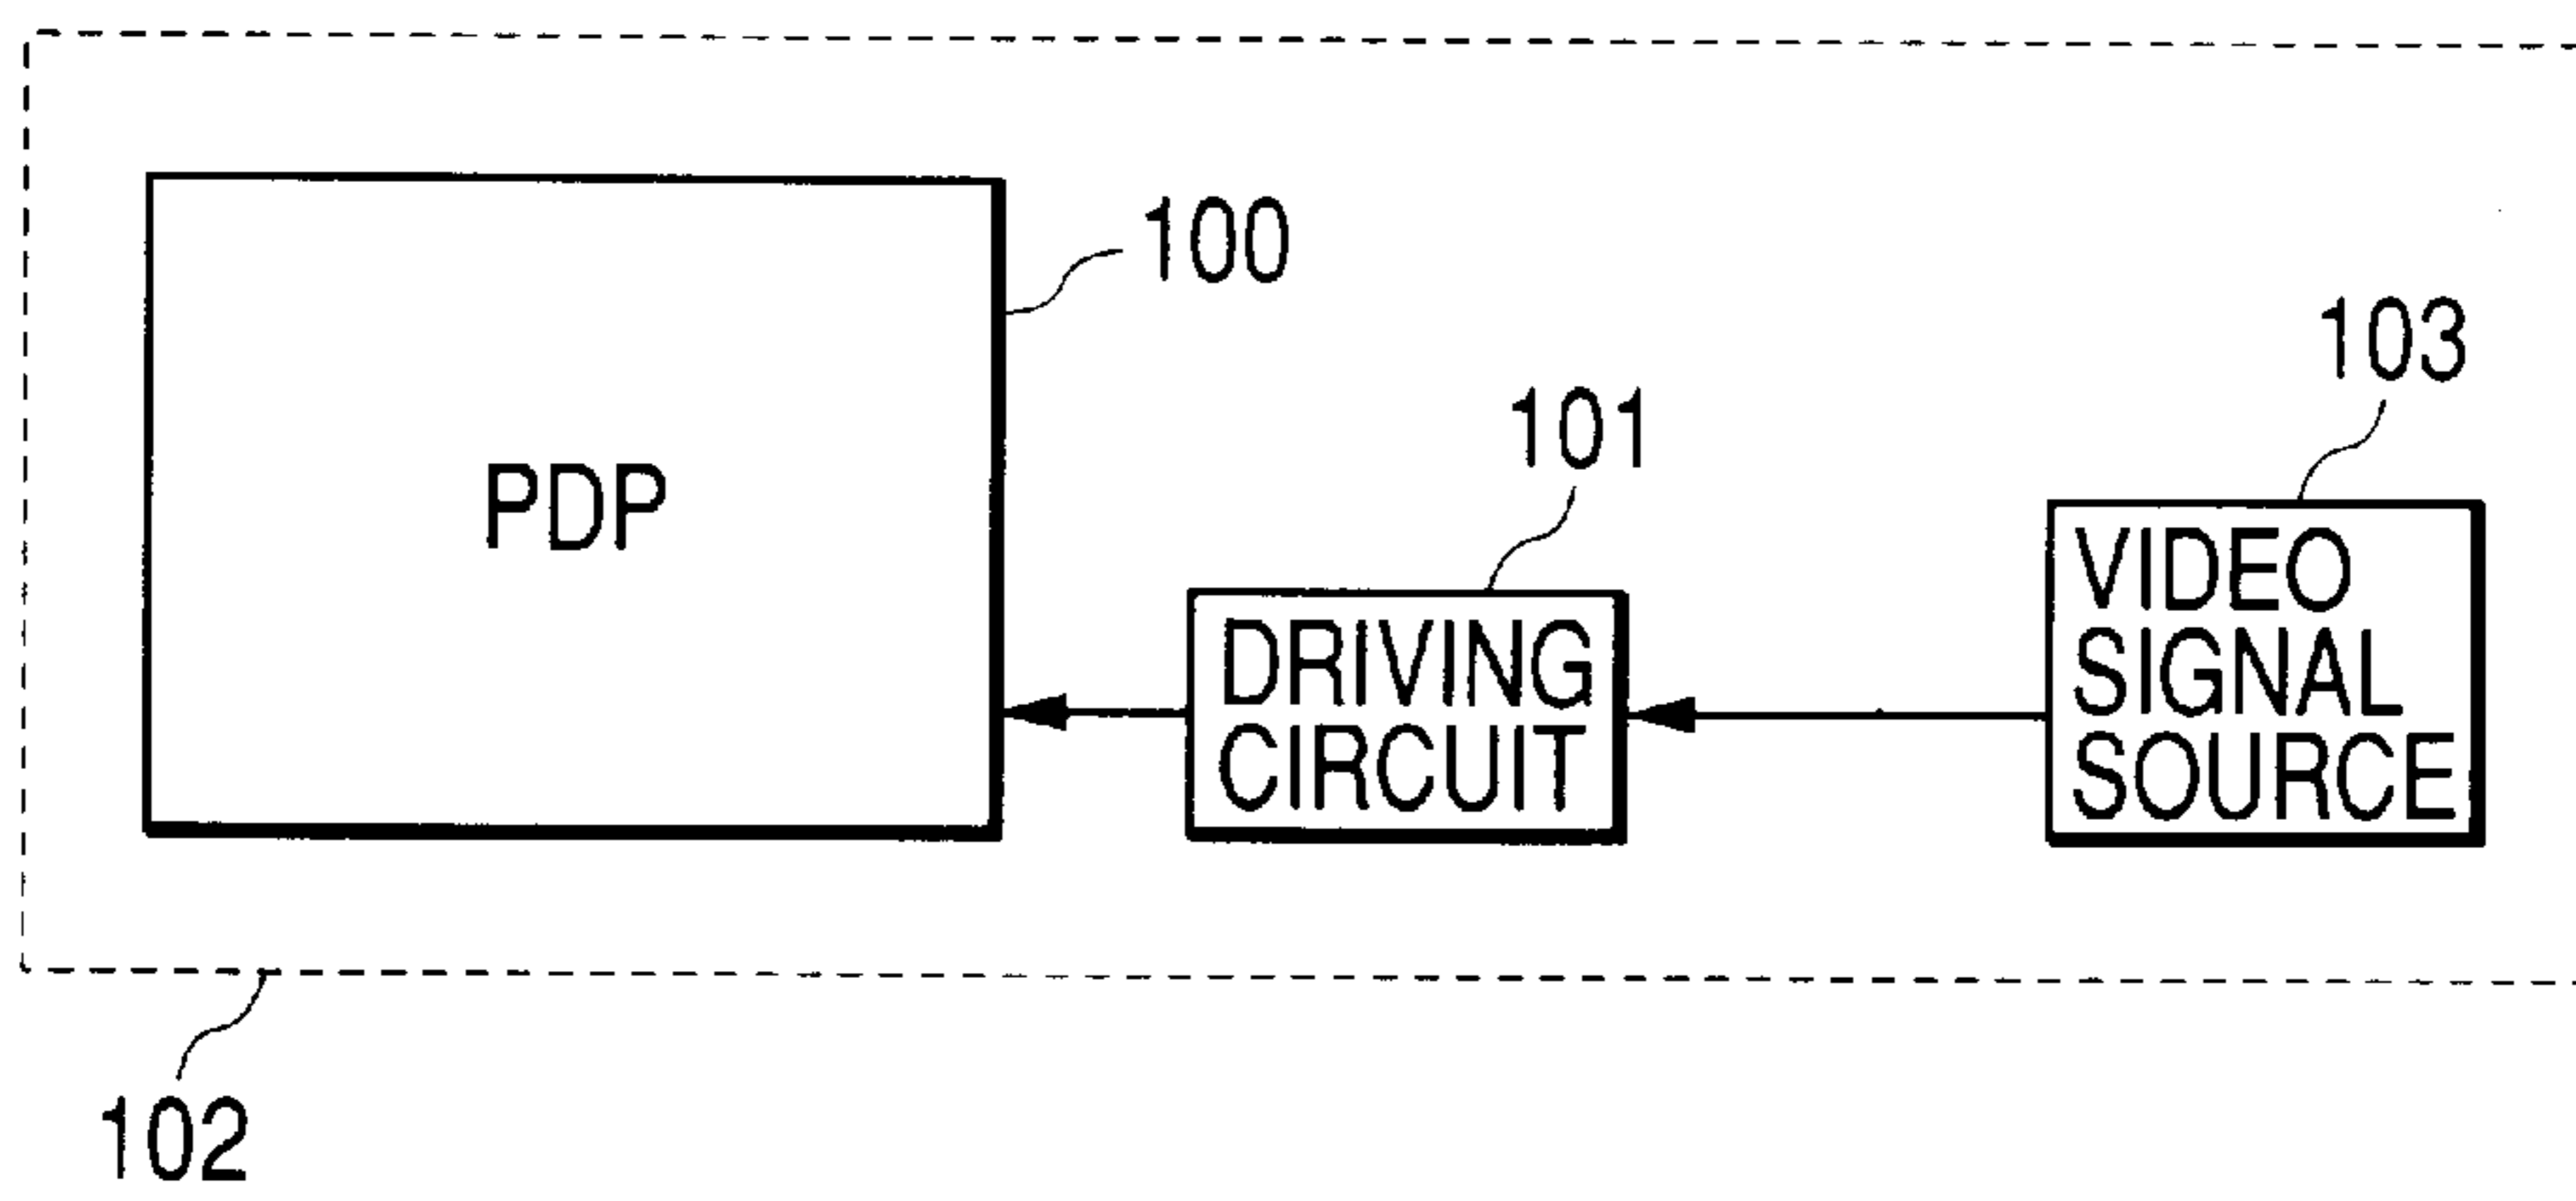 100
103
101
PDP
VIDEO
SIGNAL
SOURCE
DRIVING
CIRCUIT
102